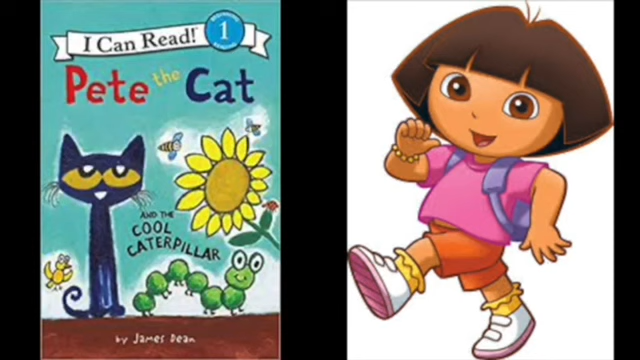 I Can Read!
1
Pete the Cat
AND THE
COOL
CATERPILLAR
by James Dean